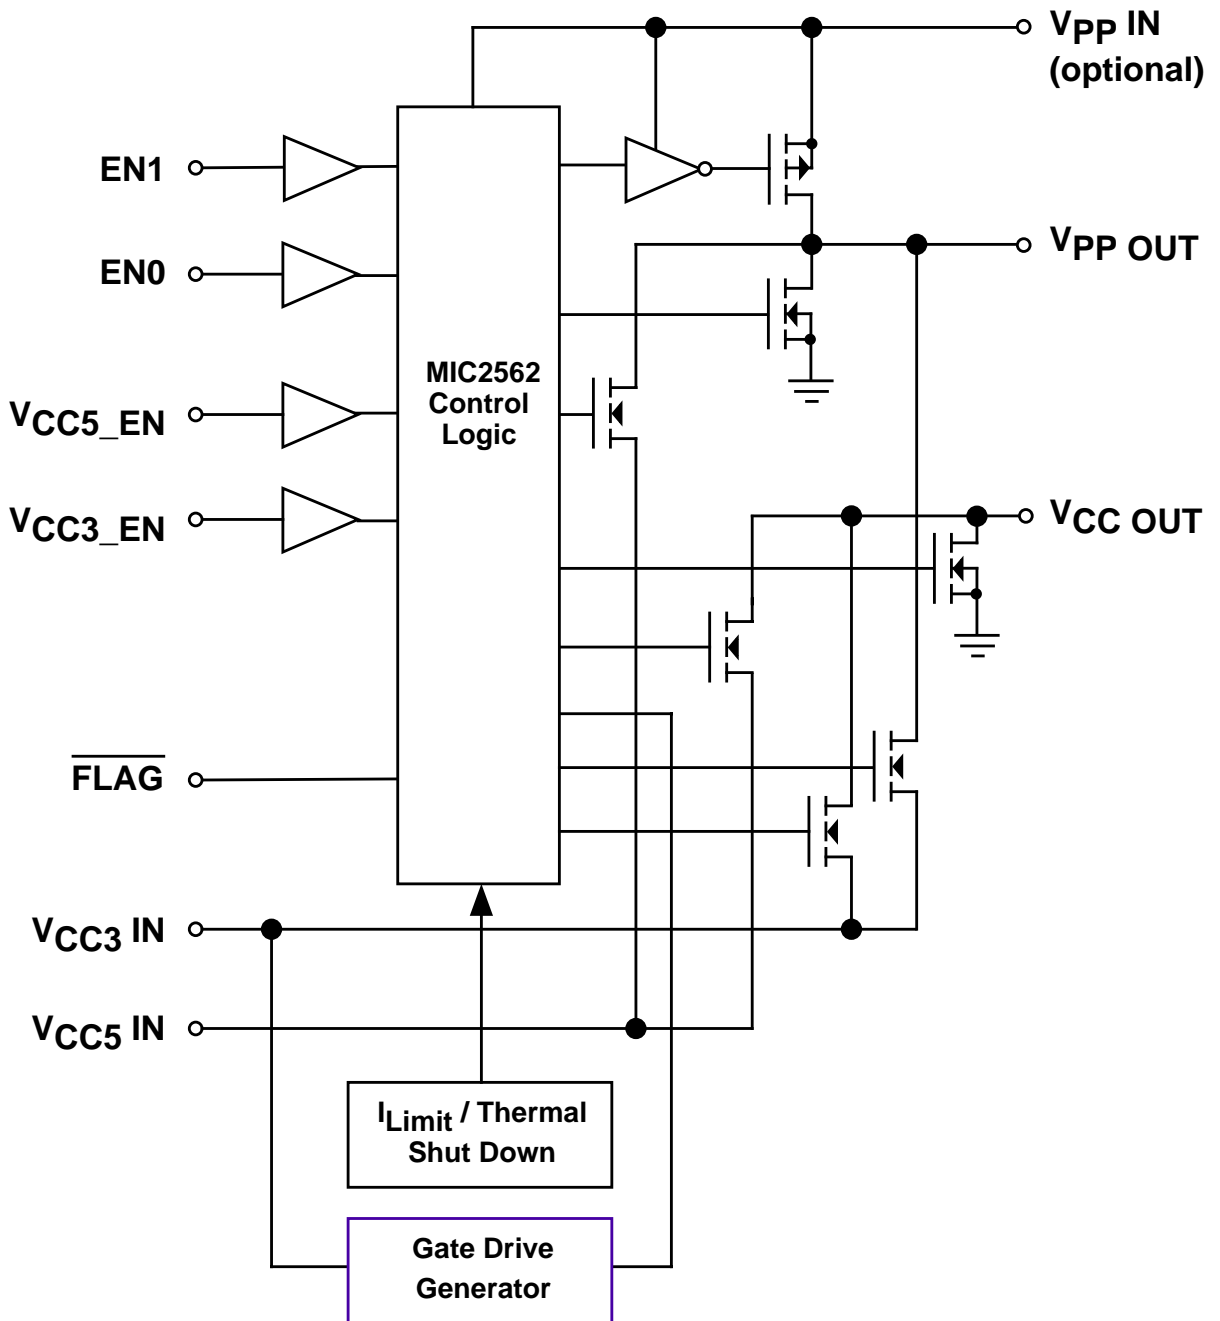 VPP IN
(optional)
EN1
VPP OUT
EN0
MIC2562
Control
Logic
VCC5_EN
VCC3_EN
VCC OUT
FLAG
VCC3 IN
VCC5 IN
ILimit / Thermal
Shut Down
Gate Drive
Generator